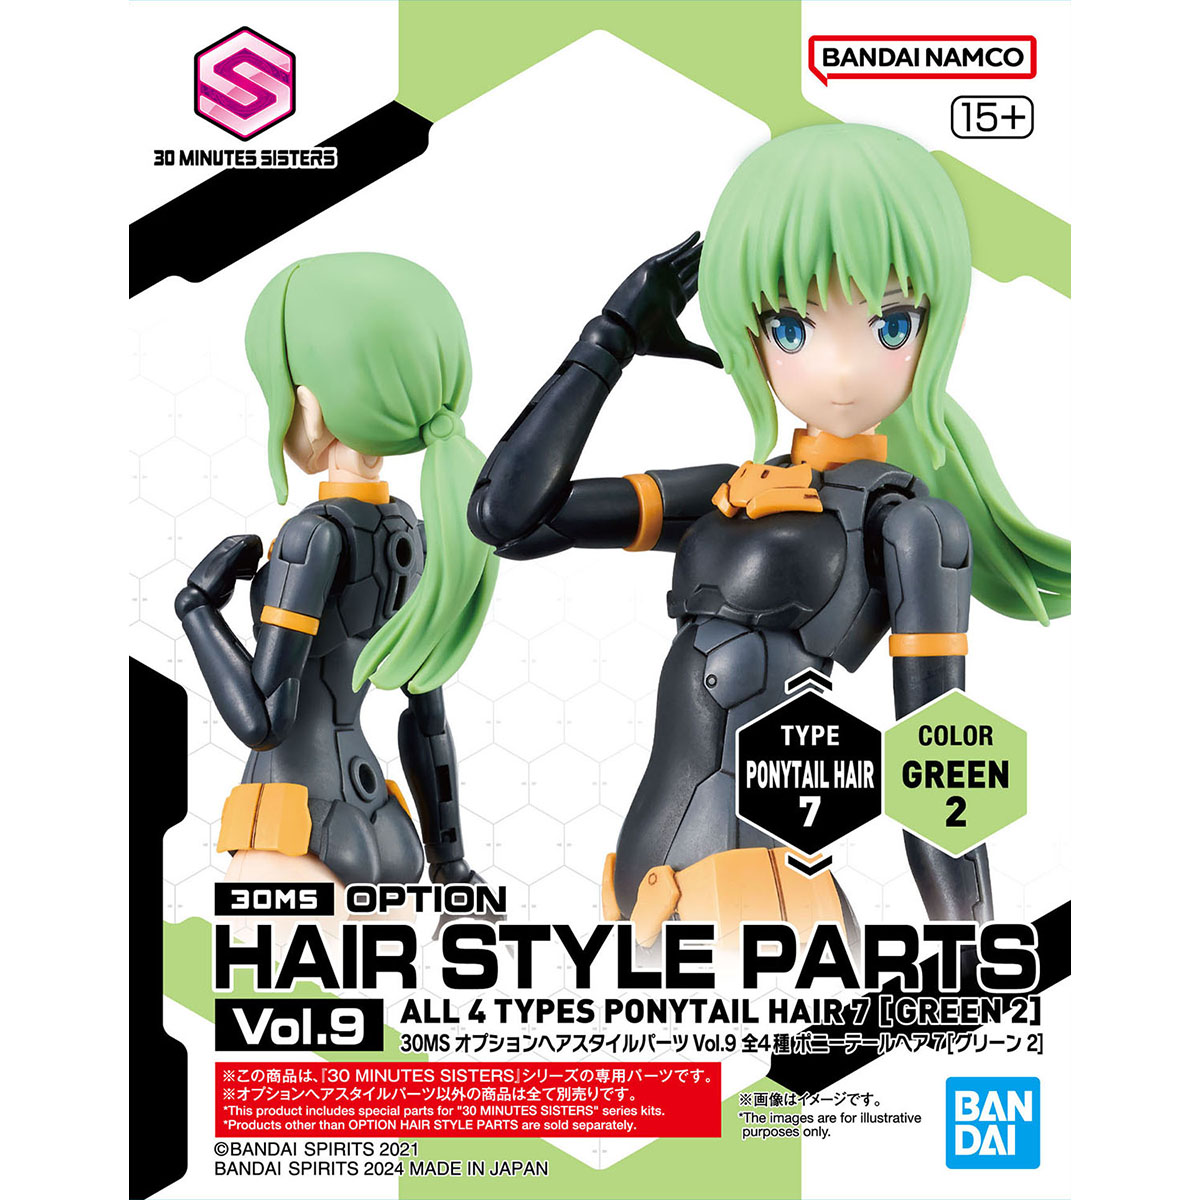 30 MINUTES SISTERS
BANDAI NAMCO
15+
TYPE
PONYTAIL HAIR
7
COLOR
GREEN
2
30MS OPTION
HAIR STYLE PARTS
Vol.9
ALL 4 TYPES PONYTAIL HAIR 7 [GREEN 2]
30MS オプションヘアスタイルパーツ Vol.9 全4種 ポニーテールヘア 7[グリーン 2]
※この商品は、『30 MINUTES SISTERS』シリーズの専用パーツです。
※オプションヘアスタイルパーツ以外の商品は全て別売りです。
*This product includes special parts for "30 MINUTES SISTERS" series kits.
*Products other than OPTION HAIR STYLE PARTS are sold separately.
※画像はイメージです。
*The images are for illustrative
purposes only.
BAN
DAI
©BANDAI SPIRITS 2021
BANDAI SPIRITS 2024 MADE IN JAPAN